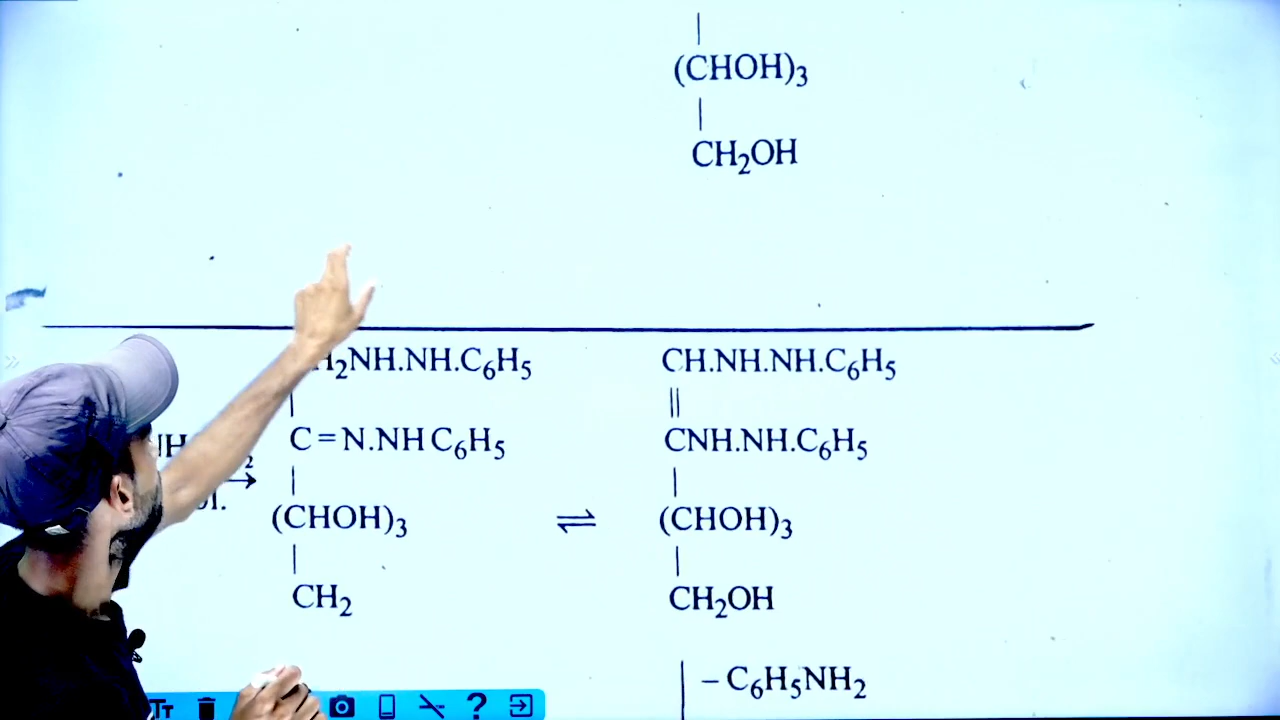 (CHOH)3
CH2OH
H2NH.NH.C6H5
CH.NH.NH.C6H5
C=N.NHC6H5
CNH.NH.C6H5
(CHOH)3 ⇌ (CHOH)3
CH2
CH2OH
– C6H5NH2
Tт
?